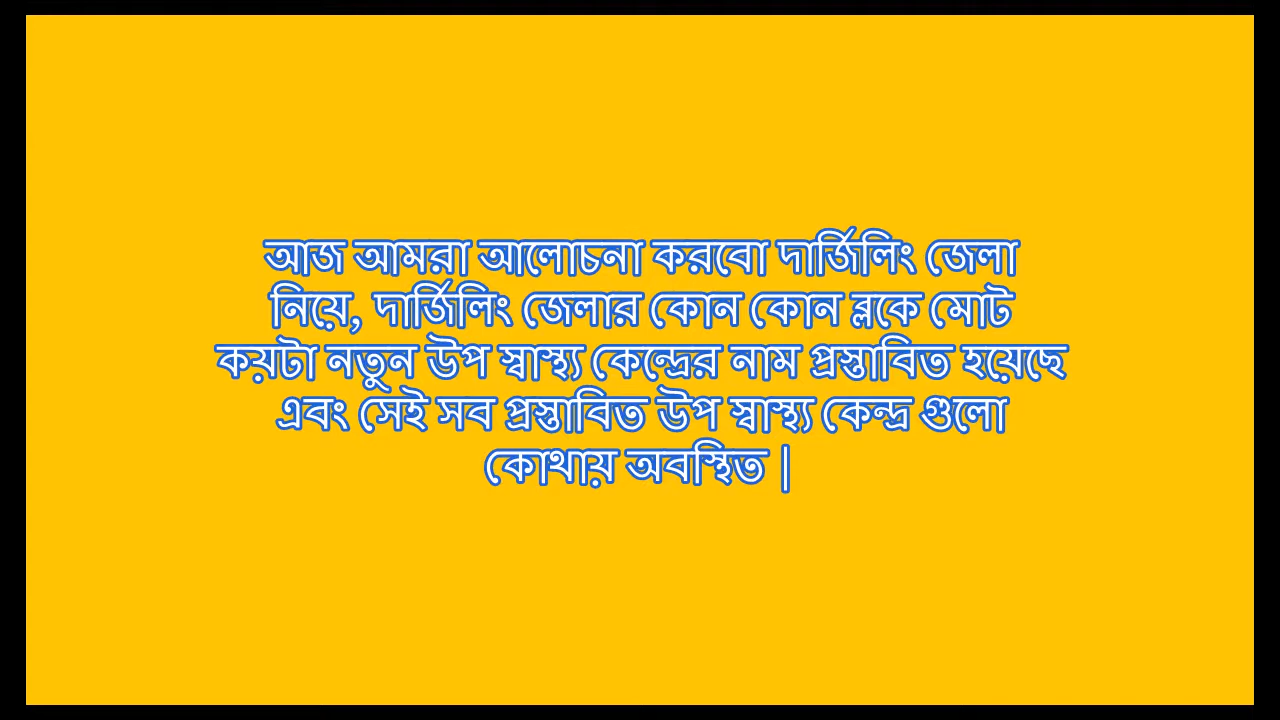 আজ আমরা আলোচনা করবো দার্জিলিং জেলা
নিয়ে, দার্জিলিং জেলার কোন কোন ব্লকে মোট
কয়টা নতুন উপ স্বাস্থ্য কেন্দ্রের নাম প্রস্তাবিত হয়েছে
এবং সেই সব প্রস্তাবিত উপ স্বাস্থ্য কেন্দ্র গুলো
কোথায় অবস্থিত |